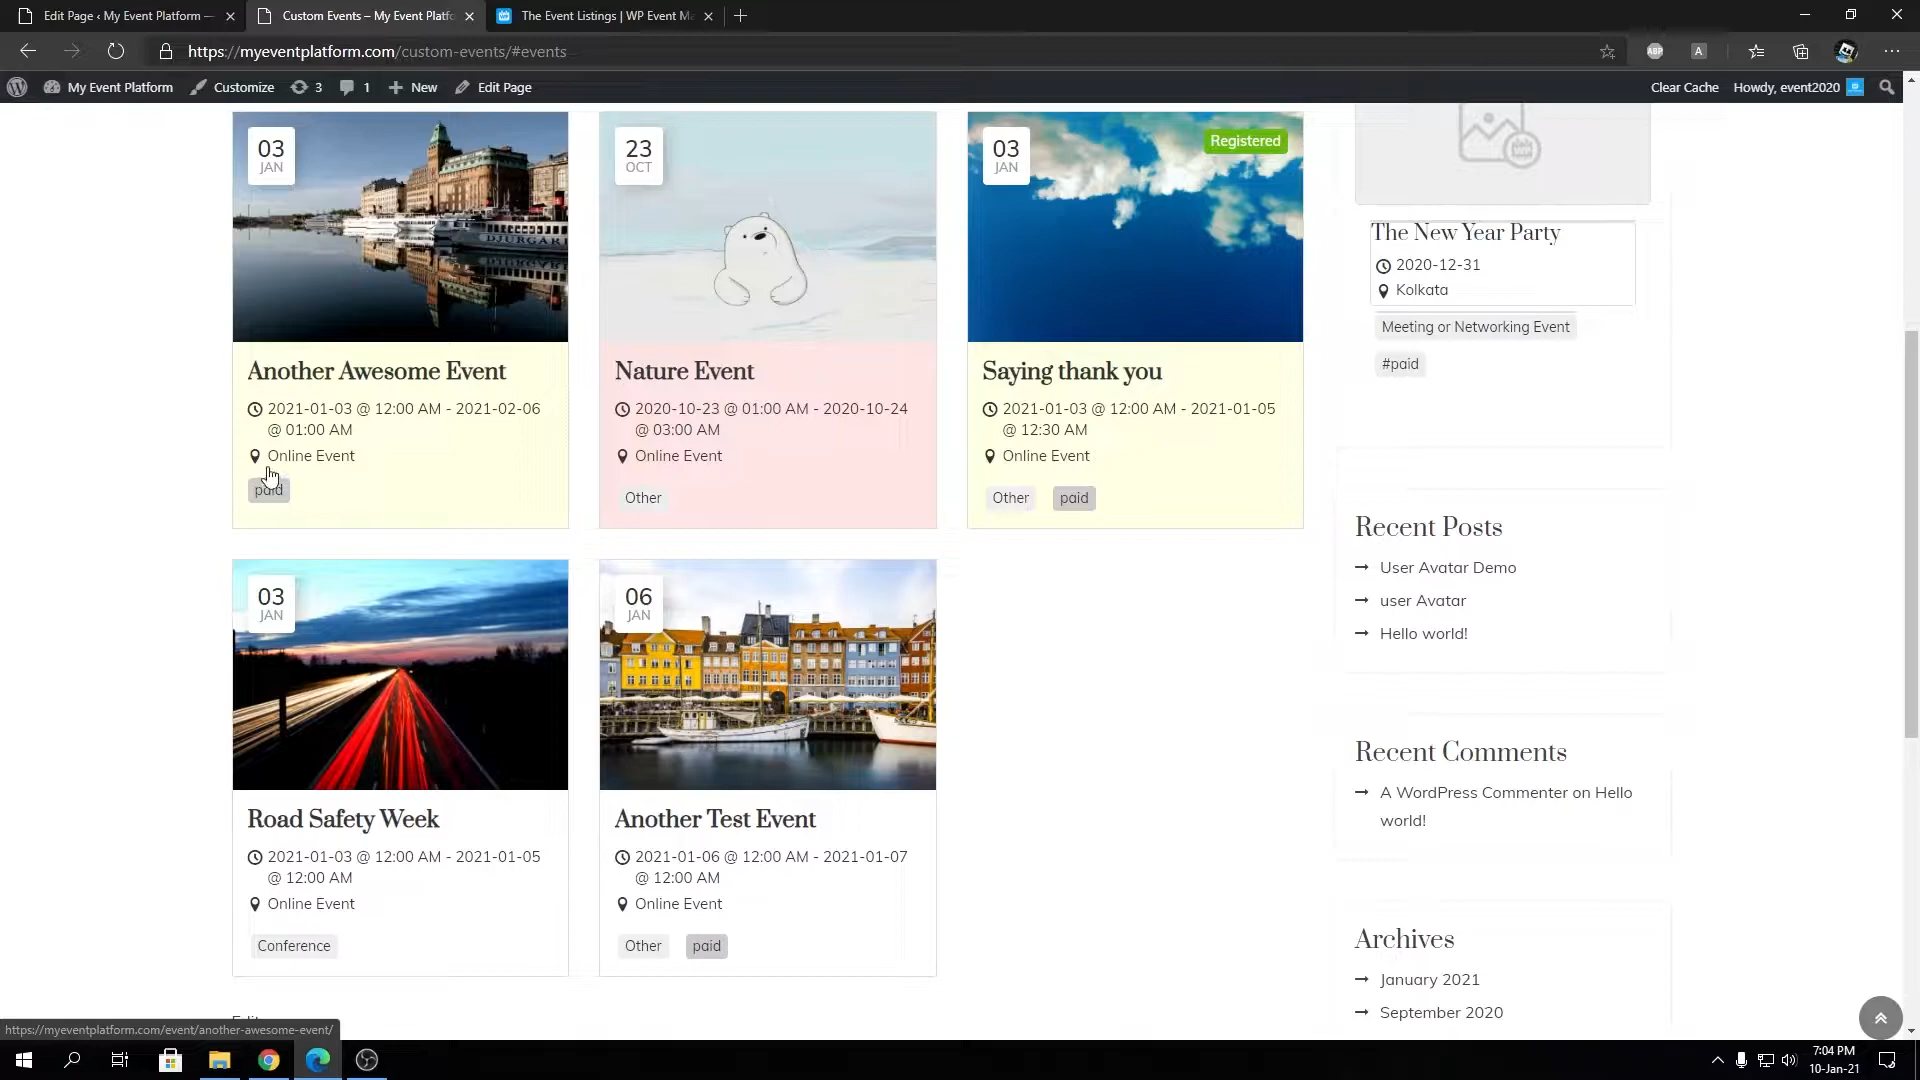 Edit Page ‹ My Event Platform —
Custom Events – My Event Platfo
The Event Listings | WP Event Ma
https://myeventplatform.com/custom-events/#events
ABP
A
My Event Platform
Customize
3
1
New
Edit Page
Clear Cache
Howdy, event2020
03
JAN
DJURGÅR
Another Awesome Event
2021-01-03 @ 12:00 AM - 2021-02-06
@ 01:00 AM
Online Event
paid
23
OCT
Nature Event
2020-10-23 @ 01:00 AM - 2020-10-24
@ 03:00 AM
Online Event
Other
03
JAN
Registered
Saying thank you
2021-01-03 @ 12:00 AM - 2021-01-05
@ 12:30 AM
Online Event
Other
paid
03
JAN
Road Safety Week
2021-01-03 @ 12:00 AM - 2021-01-05
@ 12:00 AM
Online Event
Conference
06
JAN
Another Test Event
2021-01-06 @ 12:00 AM - 2021-01-07
@ 12:00 AM
Online Event
Other
paid
The New Year Party
2020-12-31
Kolkata
Meeting or Networking Event
#paid
Recent Posts
User Avatar Demo
user Avatar
Hello world!
Recent Comments
A WordPress Commenter on Hello
world!
Archives
January 2021
September 2020
https://myeventplatform.com/event/another-awesome-event/
7:04 PM
10-Jan-21